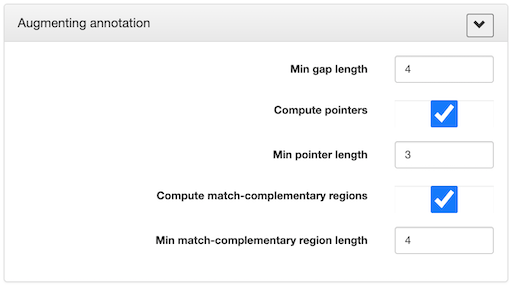 Augmenting annotation
Min gap length 4
Compute pointers
Min pointer length 3
Compute match-complementary regions
Min match-complementary region length 4